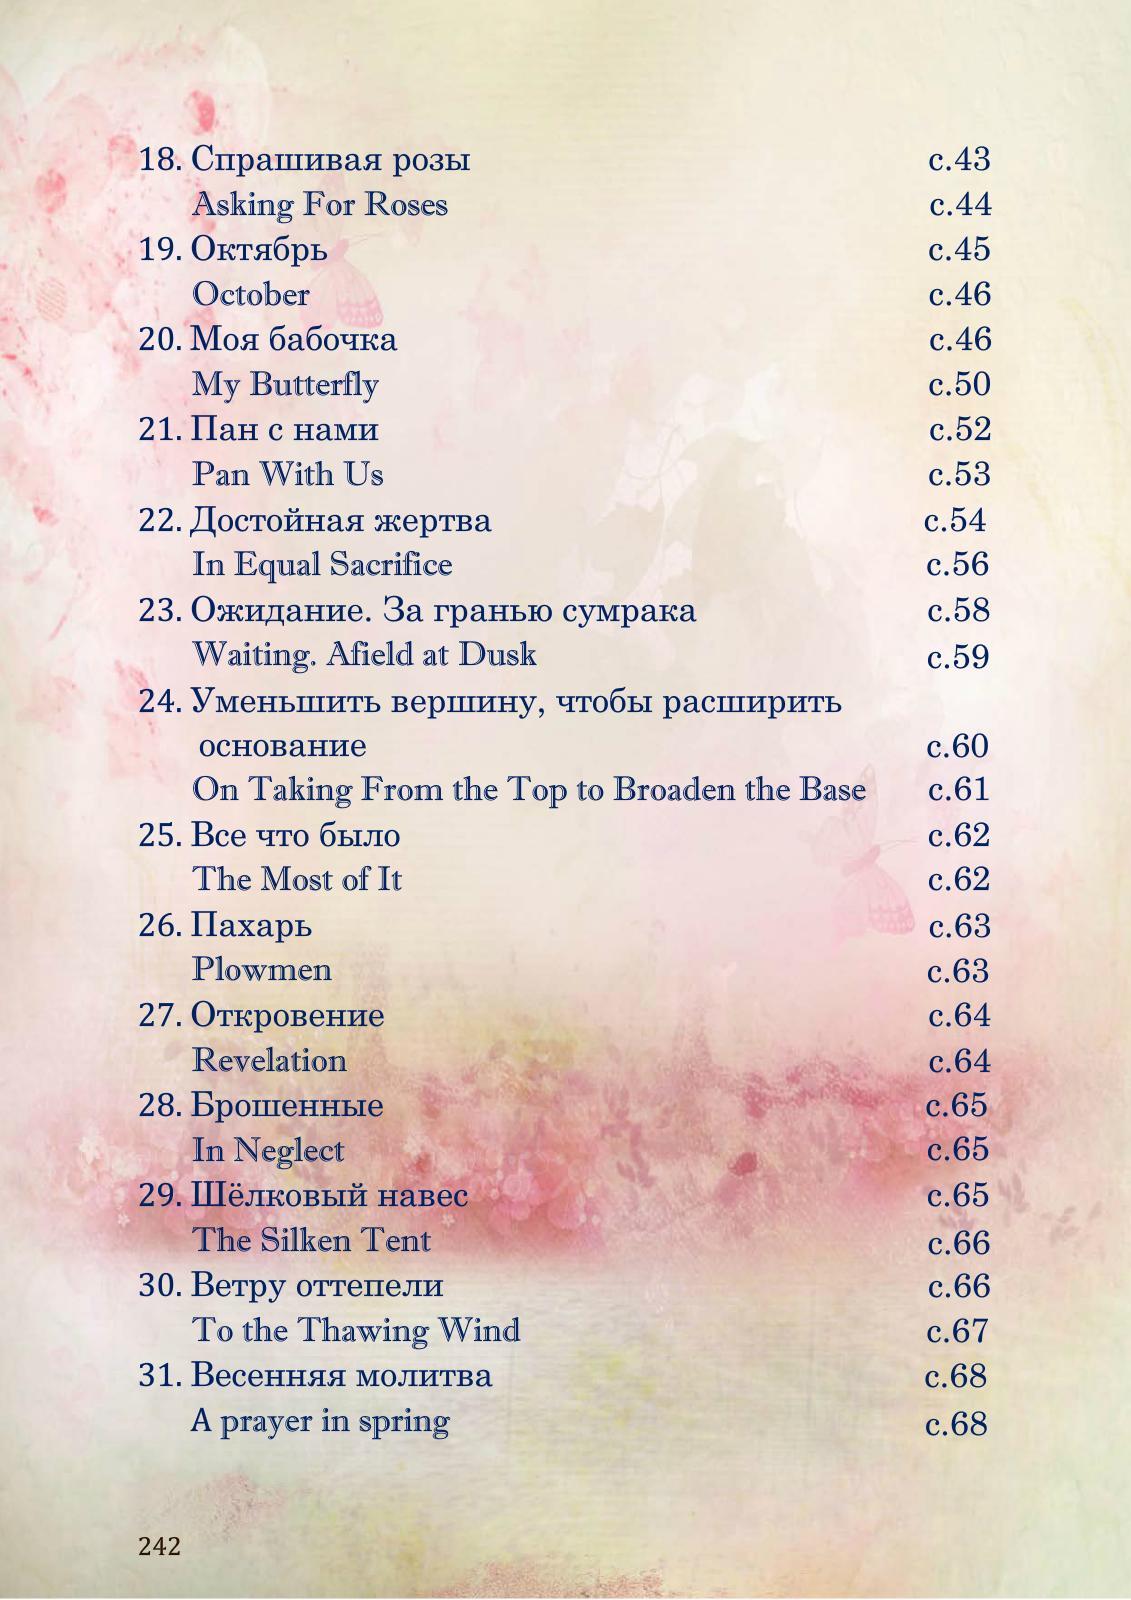 18. Спрашивая розы с.43
Asking For Roses с.44
19. Октябрь с.45
October с.46
20. Моя бабочка с.46
My Butterfly с.50
21. Пан с нами с.52
Pan With Us с.53
22. Достойная жертва с.54
In Equal Sacrifice с.56
23. Ожидание. За гранью сумрака с.58
Waiting. Afield at Dusk с.59
24. Уменьшить вершину, чтобы расширить
основание с.60
On Taking From the Top to Broaden the Base с.61
25. Все что было с.62
The Most of It с.62
26. Пахарь с.63
Plowmen с.63
27. Откровение с.64
Revelation с.64
28. Брошенные с.65
In Neglect с.65
29. Шёлковый навес с.65
The Silken Tent с.66
30. Ветру оттепели с.66
To the Thawing Wind с.67
31. Весенняя молитва с.68
A prayer in spring с.68
242